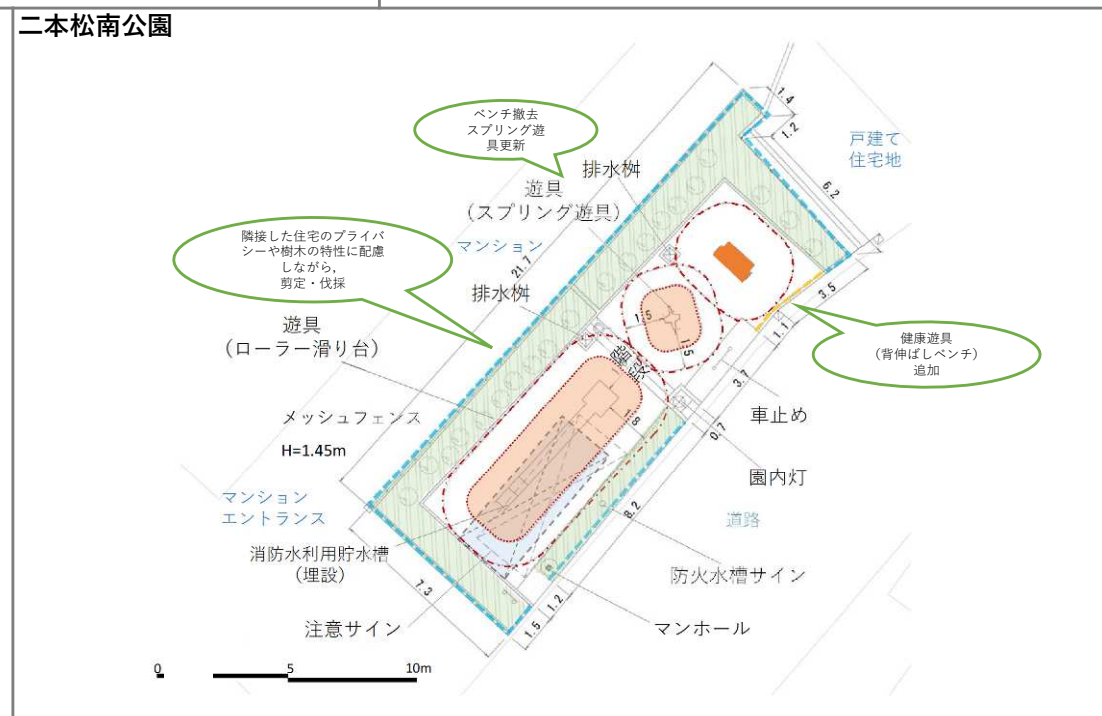 二本松南公園
ベンチ撤去
スプリング遊
具更新
1.4
1.2
戸建て
住宅地
排水桝
遊具
(スプリング遊具)
6.2
隣接した住宅のプライバ
シーや樹木の特性に配慮
しながら,
剪定・伐採
マンション
21.7
排水桝
3.5
1.5
1.5
1.1
遊具
(ローラー滑り台)
健康遊具
(背伸ばしベンチ)
追加
階段
3.7
メッシュフェンス
H=1.45m
1.8
車止め
0.7
園内灯
マンション
エントランス
8.2
道路
消防水利用貯水槽
(埋設)
防火水槽サイン
7.3
注意サイン
1.5
1.2
マンホール
0
5
10m